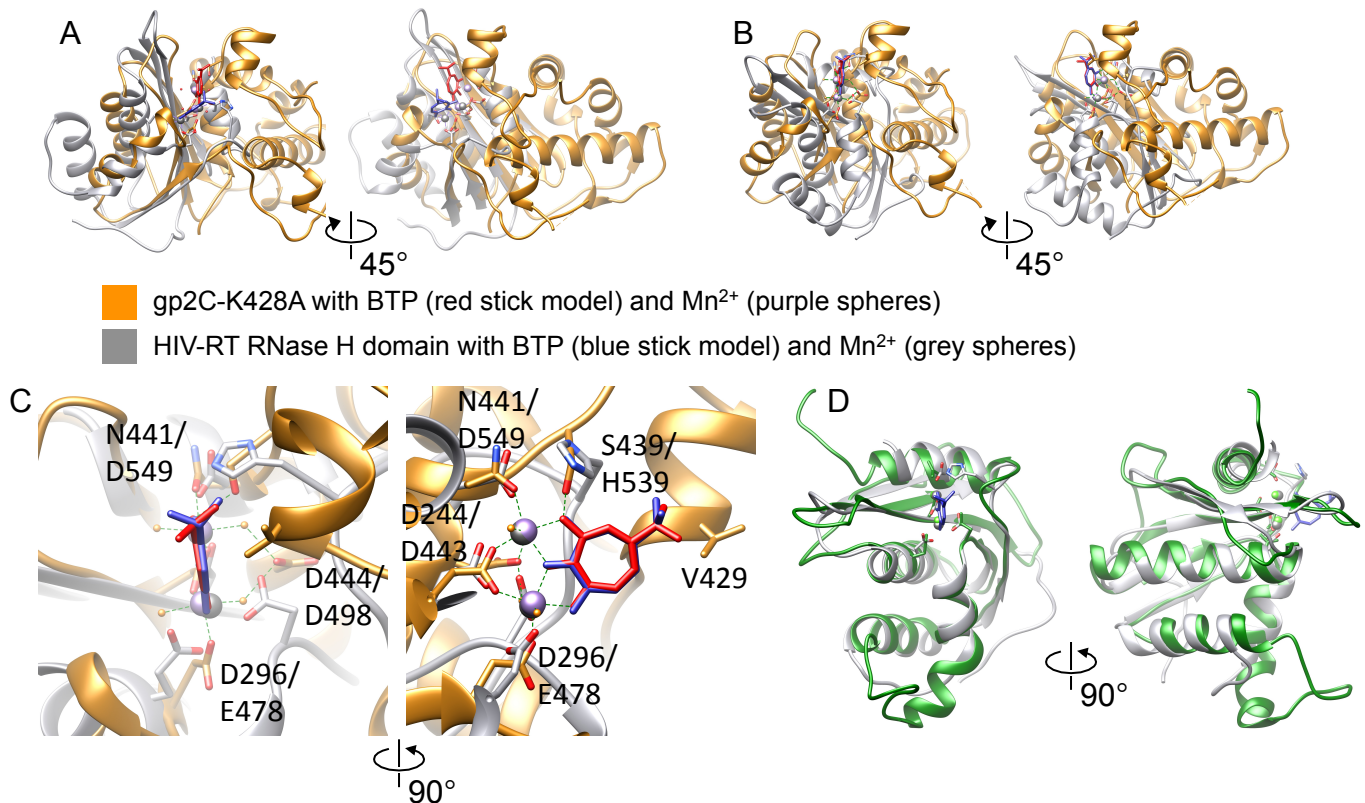 A
B
45°
45°
gp2C-K428A with BTP (red stick model) and Mn²⁺ (purple spheres)
HIV-RT RNase H domain with BTP (blue stick model) and Mn²⁺ (grey spheres)
C
N441/
D549
D444/
D498
D296/
E478
N441/
D549
S439/
H539
D244/
D443
V429
D296/
E478
90°
D
90°